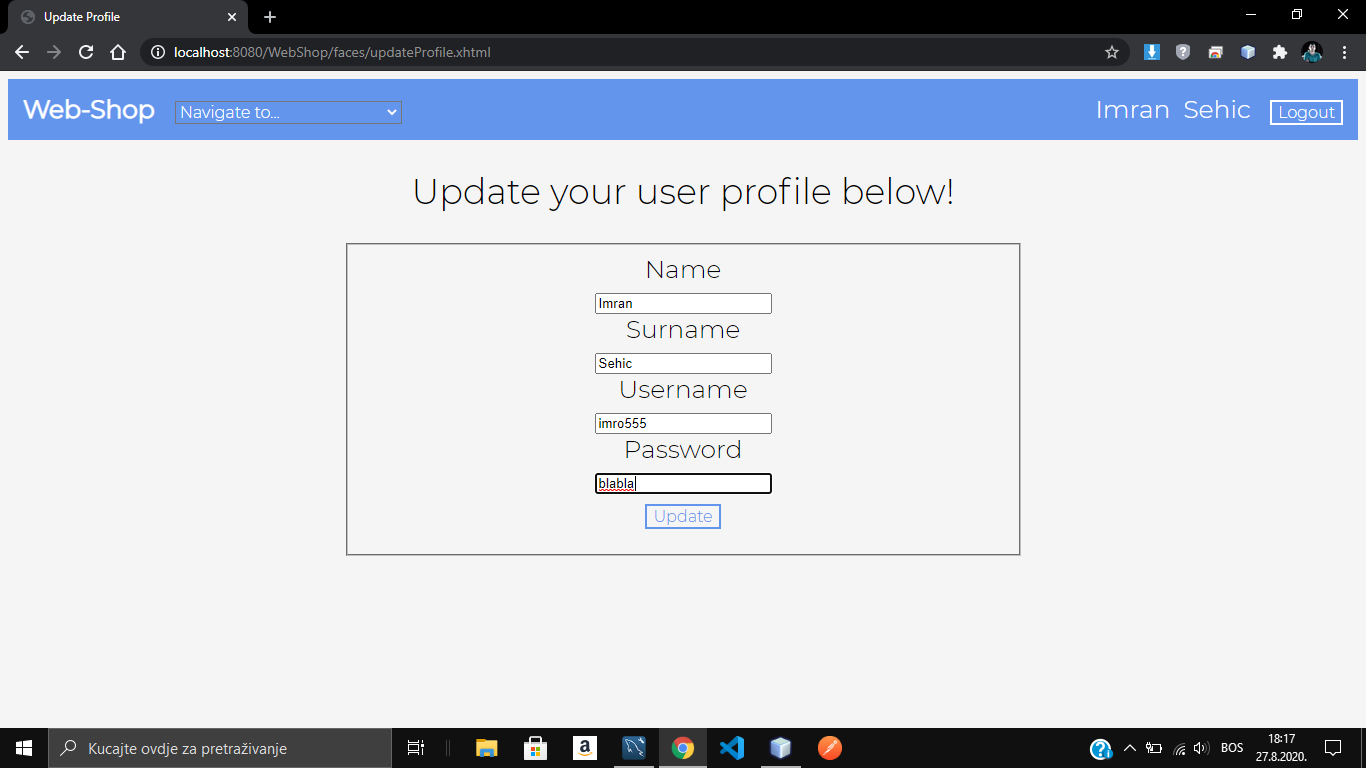 Update Profile
localhost:8080/WebShop/faces/updateProfile.xhtml
Web-Shop Navigate to... Imran Sehic Logout
Update your user profile below!
Name
Imran
Surname
Sehic
Username
imro555
Password
blabla
Update
Kucajte ovdje za pretraživanje
BOS
18:17
27.8.2020.